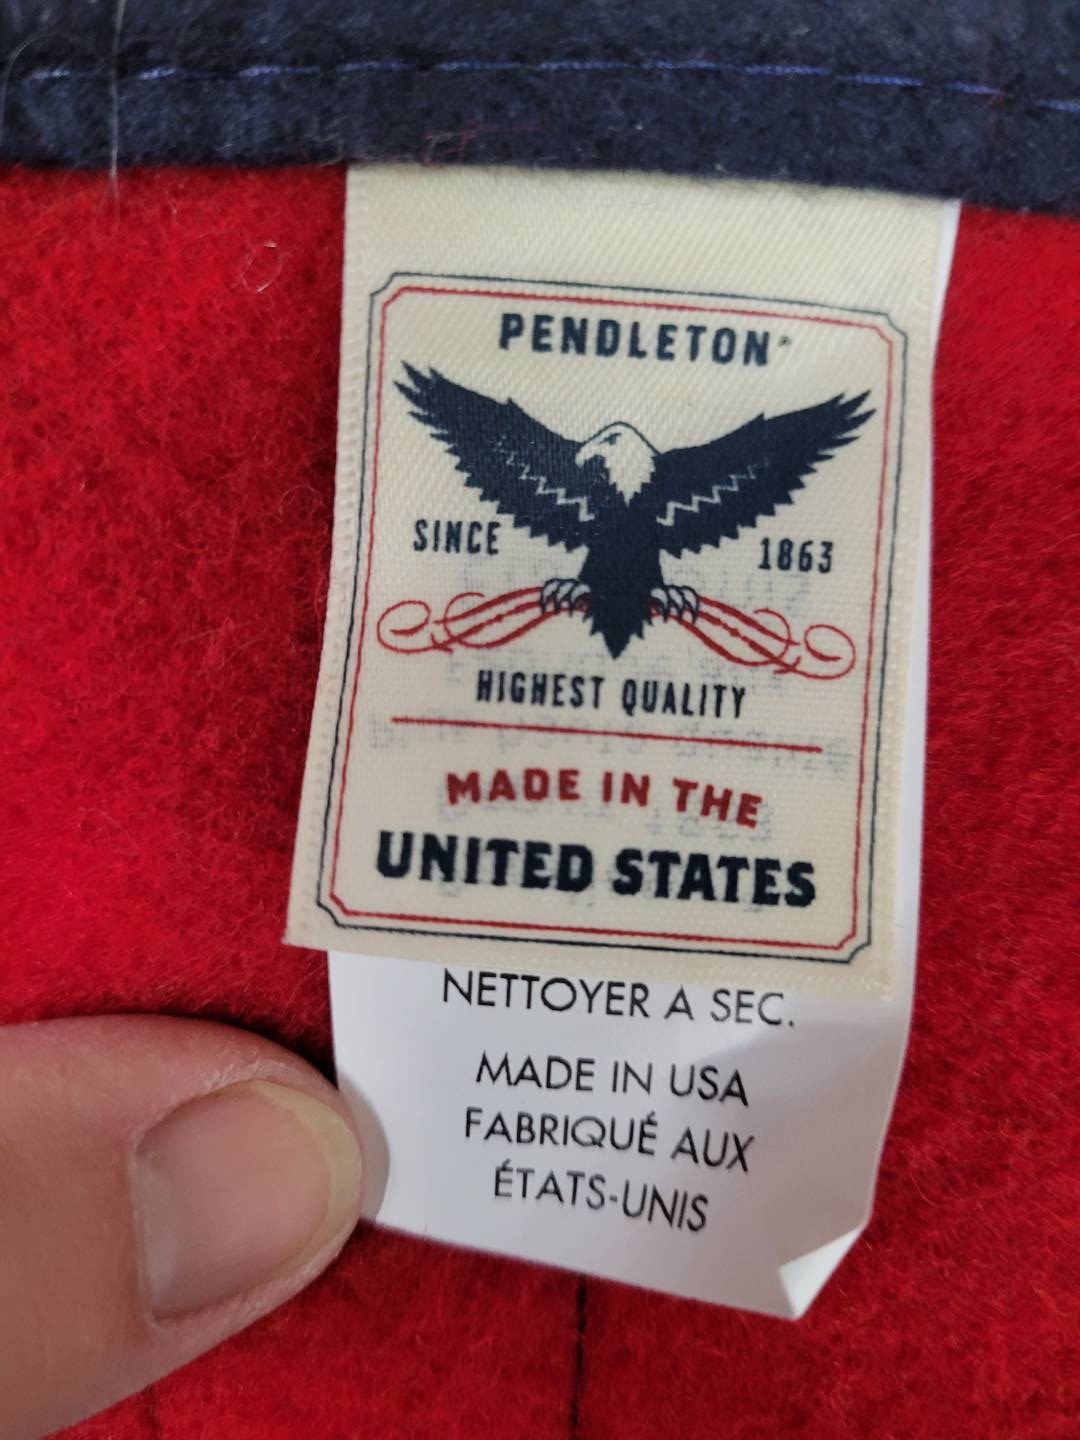 PENDLETON®
SINCE 1863
HIGHEST QUALITY
MADE IN THE
UNITED STATES
NETTOYER A SEC.
MADE IN USA
FABRIQUÉ AUX
ÉTATS-UNIS